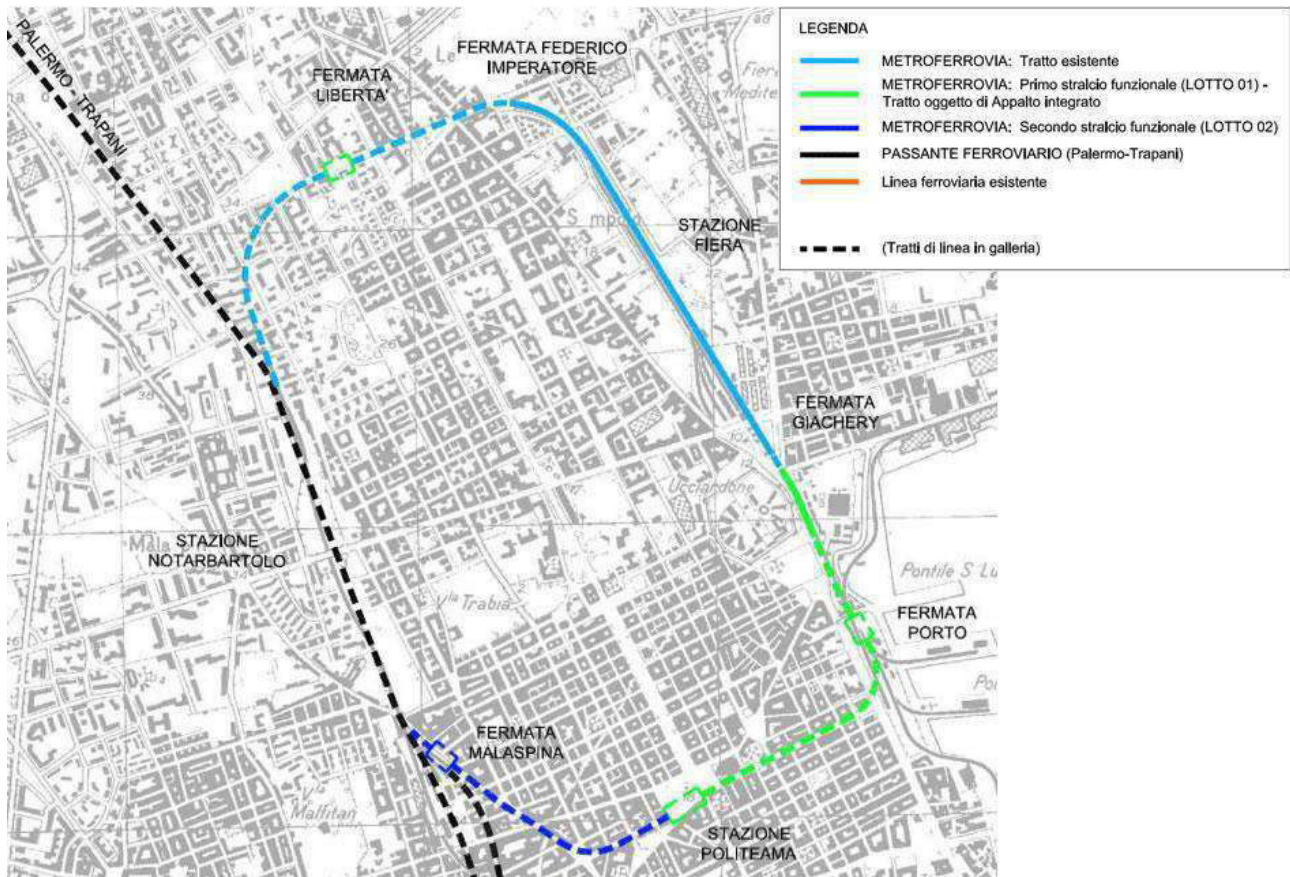 PALERMO - TRAPANI
FERMATA
LIBERTA'
FERMATA FEDERICO
IMPERATORE
STAZIONE
FIERA
FERMATA
GIACHERY
STAZIONE
NOTARBARTOLO
Ucciardone
V.la Trabia
Pontile S Lu
FERMATA
PORTO
FERMATA
MALASPINA
STAZIONE
POLITEAMA
LEGENDA
METROFERROVIA: Tratto esistente
METROFERROVIA: Primo stralcio funzionale (LOTTO 01) -
Tratto oggetto di Appalto integrato
METROFERROVIA: Secondo stralcio funzionale (LOTTO 02)
PASSANTE FERROVIARIO (Palermo-Trapani)
Linea ferroviaria esistente
(Tratti di linea in galleria)